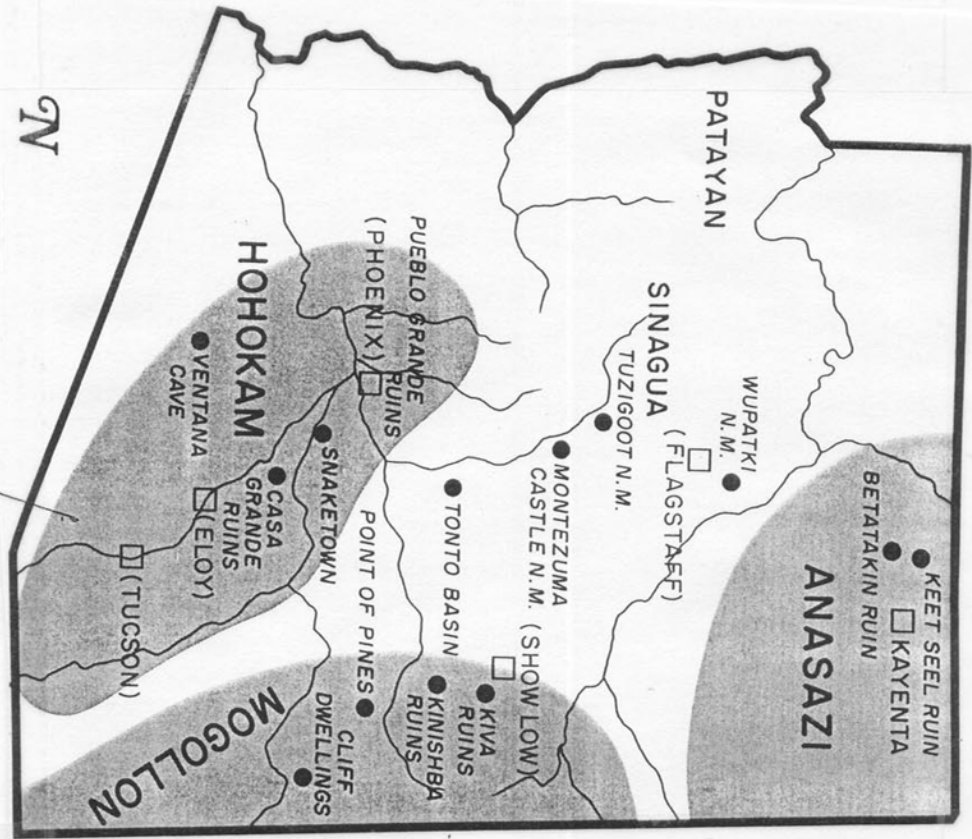 N
KEET SEEL RUIN
KAYENTA
BETATAKIN RUIN
ANASAZI
WUPATKI
N.M.
PATAYAN
(FLAGSTAFF)
SINAGUA
TUZIGOOT N.M.
MONTEZUMA
CASTLE N.M.
(SHOW LOW)
KIVA
RUINS
TONTO BASIN
KINISHBA
RUINS
PUEBLO GRANDE
RUINS
(PHOENIX)
POINT OF PINES
CLIFF
DWELLINGS
SNAKETOWN
MOGOLLON
CASA
GRANDE
RUINS
HOHOKAM
(ELOY)
VENTANA
CAVE
(TUCSON)